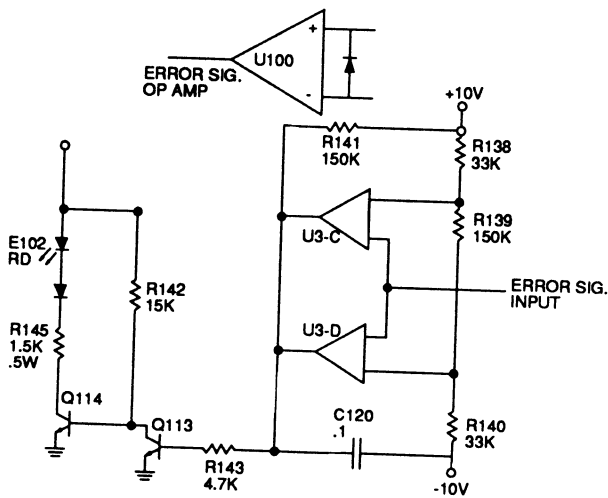 +
U100
-
ERROR SIG.
OP AMP
+10V
R141
150K
R138
33K
R139
150K
U3-C
E102
RD
R142
15K
ERROR SIG.
INPUT
U3-D
R145
1.5K
.5W
Q114
Q113
C120
.1
R140
33K
R143
4.7K
-10V